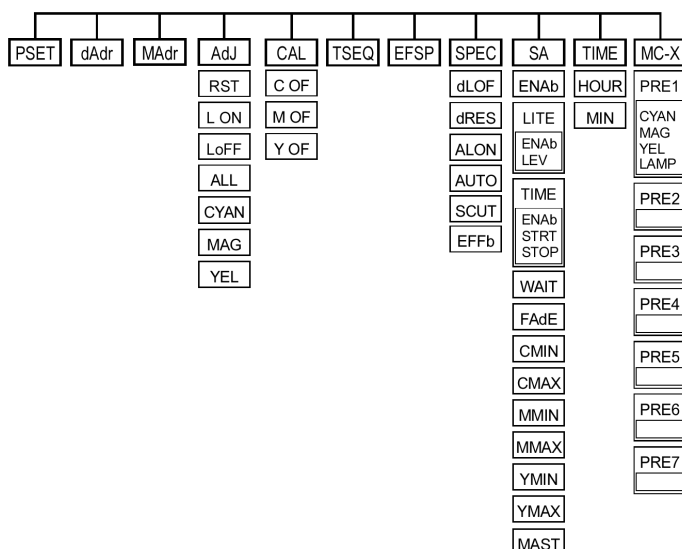 PSET dAdr MAdr AdJ CAL TSEQ EFSP SPEC SA TIME MC-X
RST
L ON
LoFF
ALL
CYAN
MAG
YEL
C OF
M OF
Y OF
dLOF
dRES
ALON
AUTO
SCUT
EFFb
ENAb
LITE
ENAb
LEV
TIME
ENAb
STRT
STOP
WAIT
FAdE
CMIN
CMAX
MMIN
MMAX
YMIN
YMAX
MAST
HOUR
MIN
PRE1
CYAN
MAG
YEL
LAMP
PRE2
PRE3
PRE4
PRE5
PRE6
PRE7